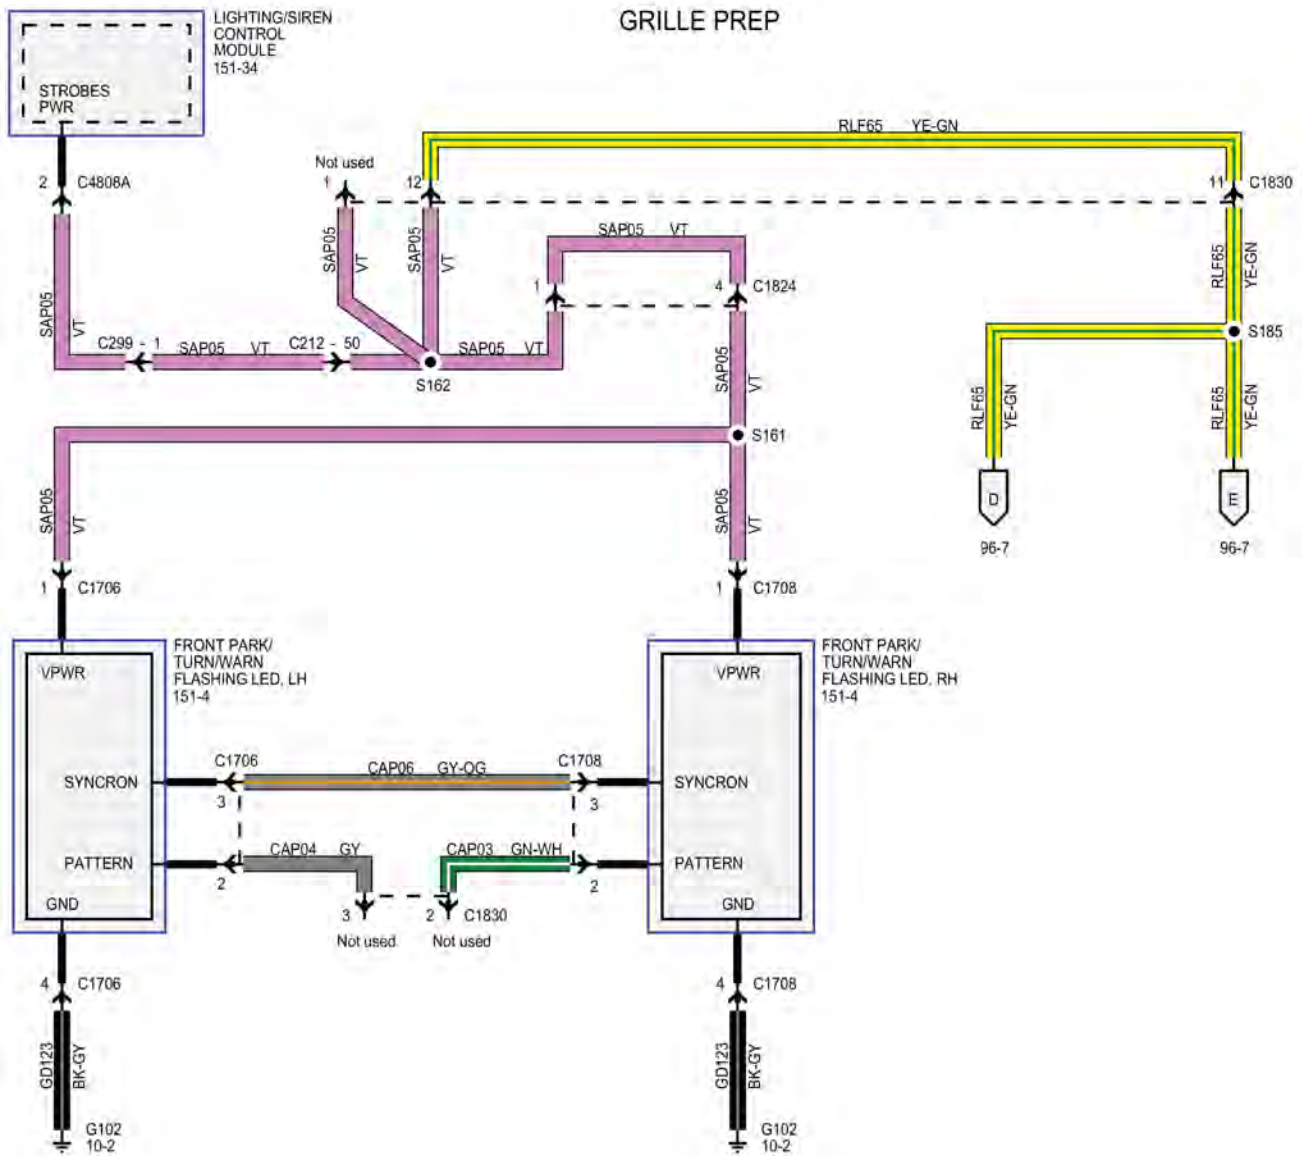 GRILLE PREP
LIGHTING/SIREN
CONTROL
MODULE
151-34
STROBES
PWR
2 C4808A
Not used
1
12
RLF65 YE-GN
11 C1830
SAP05 VT
SAP05 VT
SAP05 VT
1
4 C1824
RLF65 YE-GN
SAP05 VT
C299 - 1
SAP05 VT
C212 - 50
SAP05 VT
S162
SAP05 VT
S185
RLF65 YE-GN
RLF65 YE-GN
S161
D
96-7
E
96-7
SAP05 VT
SAP05 VT
1 C1706
1 C1708
FRONT PARK/
TURN/WARN
FLASHING LED, LH
151-4
VPWR
FRONT PARK/
TURN/WARN
FLASHING LED, RH
151-4
VPWR
C1706
CAP06 GY-OG
C1708
SYNCRON
3
3
SYNCRON
CAP04 GY
CAP03 GN-WH
PATTERN
2
2
PATTERN
GND
GND
3
2 C1830
Not used
Not used
4 C1706
4 C1708
GD123 BK-GY
GD123 BK-GY
G102
10-2
G102
10-2